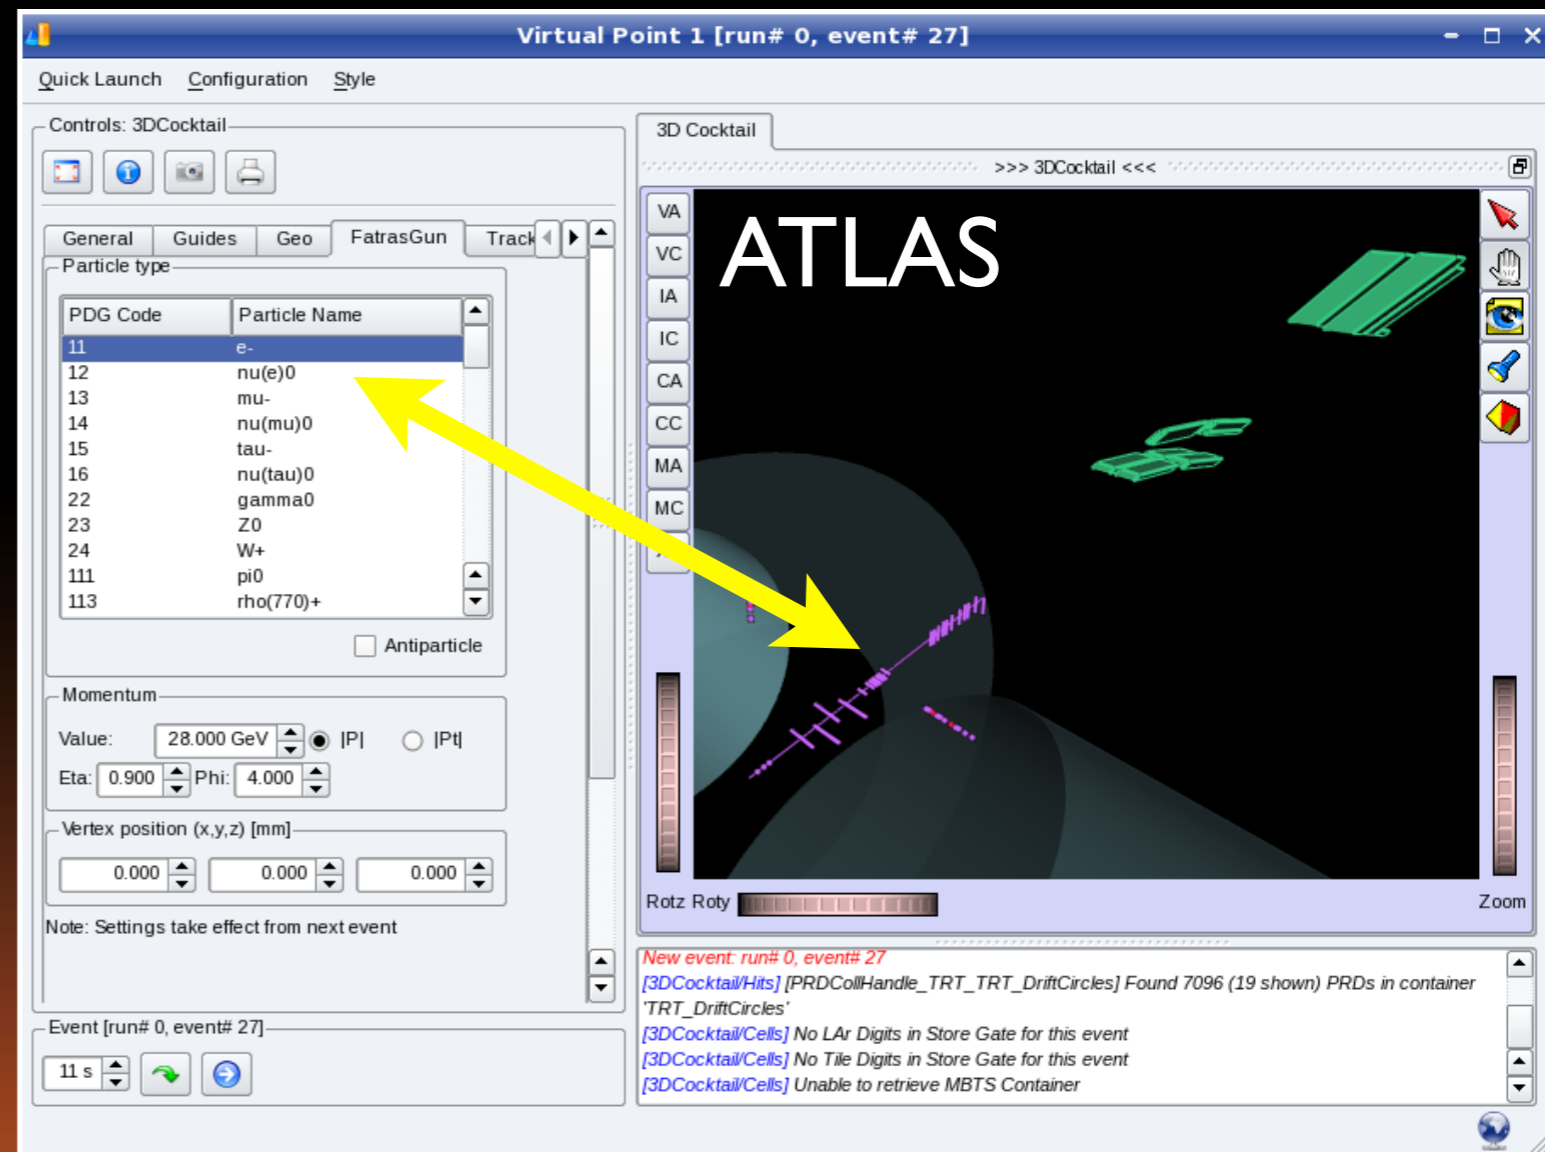 Virtual Point 1 [run# 0, event# 27]
Quick Launch Configuration Style
Controls: 3DCocktail
General Guides Geo FatrasGun Track
Particle type
PDG Code Particle Name
11 e-
12 nu(e)0
13 mu-
14 nu(mu)0
15 tau-
16 nu(tau)0
22 gamma0
23 Z0
24 W+
111 pi0
113 rho(770)+
Antiparticle
Momentum
Value: 28.000 GeV |P| |Pt|
Eta: 0.900 Phi: 4.000
Vertex position (x,y,z) [mm]
0.000 0.000 0.000
Note: Settings take effect from next event
Event [run# 0, event# 27]
11 s
3D Cocktail
>>> 3DCocktail <<<
ATLAS
VA
VC
IA
IC
CA
CC
MA
MC
Rotz Roty Zoom
New event: run# 0, event# 27
[3DCocktail/Hits] [PRDCollHandle_TRT_TRT_DriftCircles] Found 7096 (19 shown) PRDs in container
'TRT_DriftCircles'
[3DCocktail/Cells] No LAr Digits in Store Gate for this event
[3DCocktail/Cells] No Tile Digits in Store Gate for this event
[3DCocktail/Cells] Unable to retrieve MBTS Container